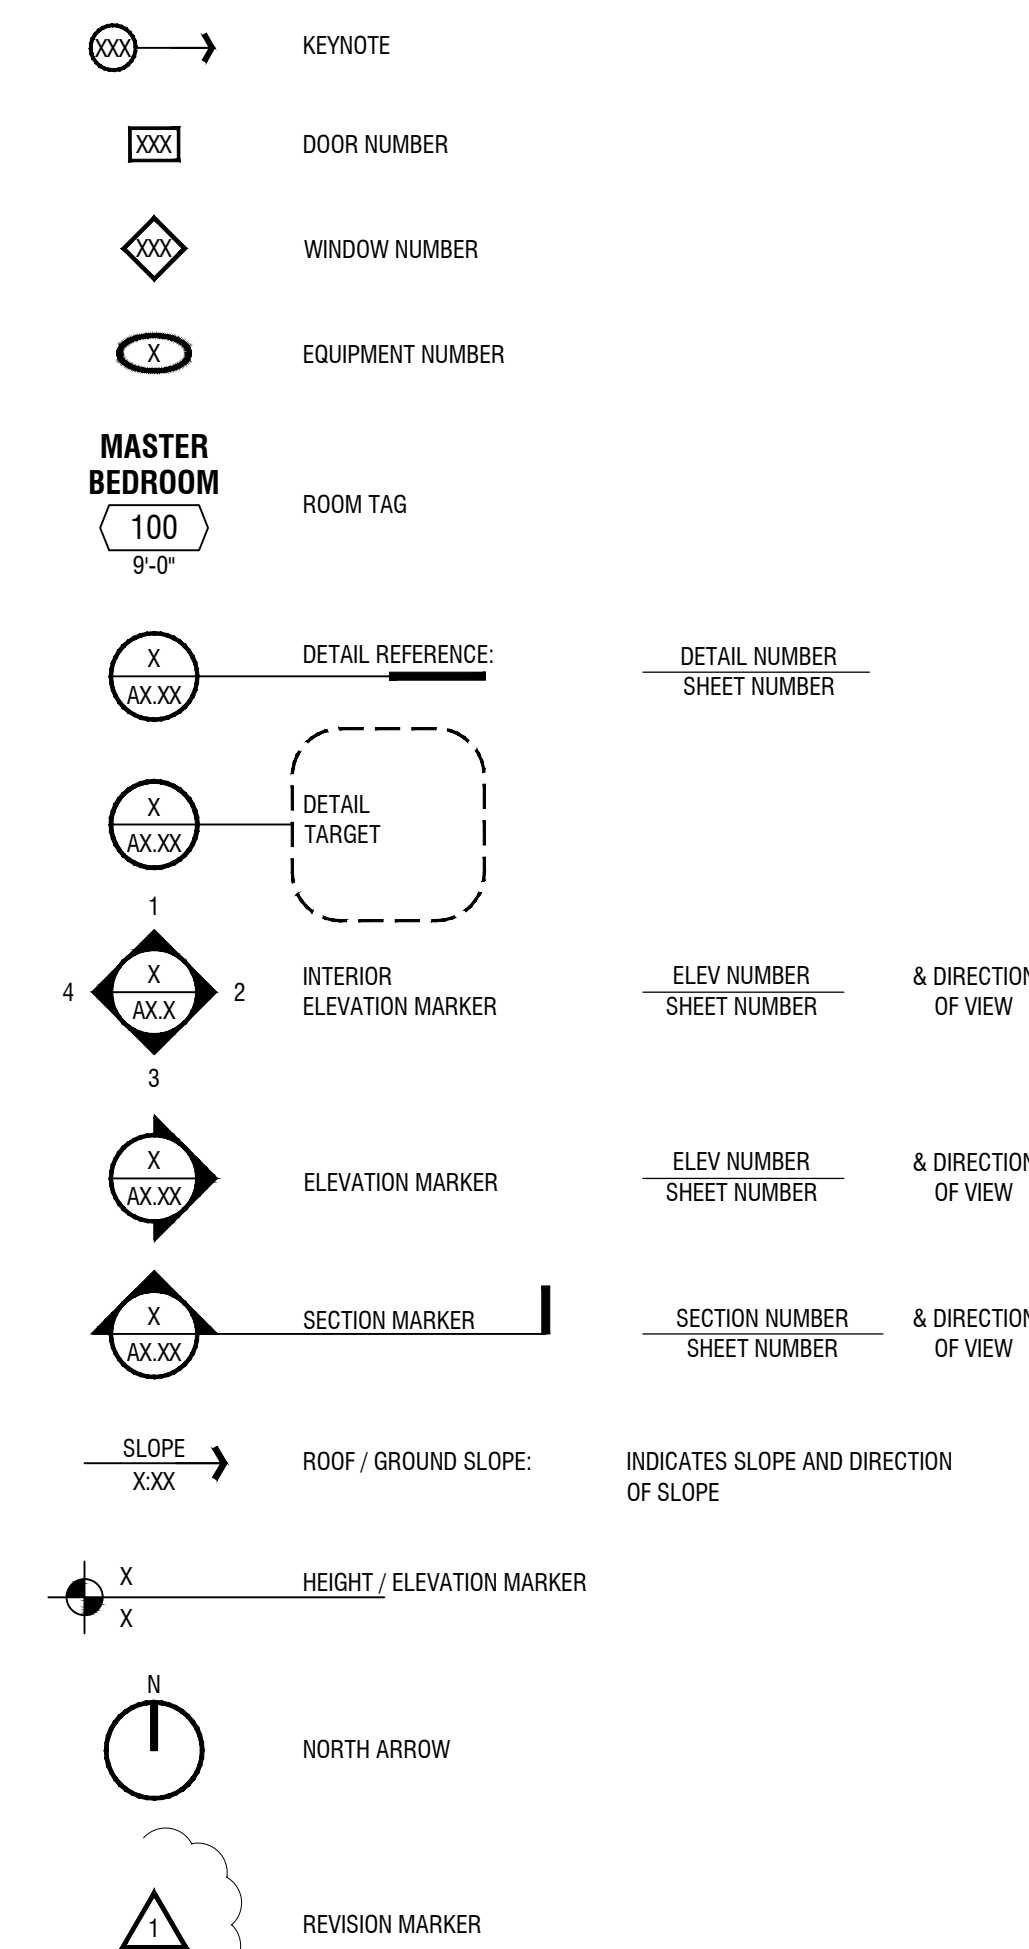 XXX KEYNOTE
XXX DOOR NUMBER
XXX WINDOW NUMBER
X EQUIPMENT NUMBER
MASTER
BEDROOM
100
9'-0"
ROOM TAG
X
AX.XX
DETAIL REFERENCE:
DETAIL NUMBER
SHEET NUMBER
X
AX.XX
DETAIL
TARGET
1
4
X
AX.X
2
3
INTERIOR
ELEVATION MARKER
ELEV NUMBER
SHEET NUMBER
& DIRECTION
OF VIEW
X
AX.XX
ELEVATION MARKER
ELEV NUMBER
SHEET NUMBER
& DIRECTION
OF VIEW
X
AX.XX
SECTION MARKER
SECTION NUMBER
SHEET NUMBER
& DIRECTION
OF VIEW
SLOPE
X:XX
ROOF / GROUND SLOPE:
INDICATES SLOPE AND DIRECTION
OF SLOPE
X
X
HEIGHT / ELEVATION MARKER
N
NORTH ARROW
1
REVISION MARKER